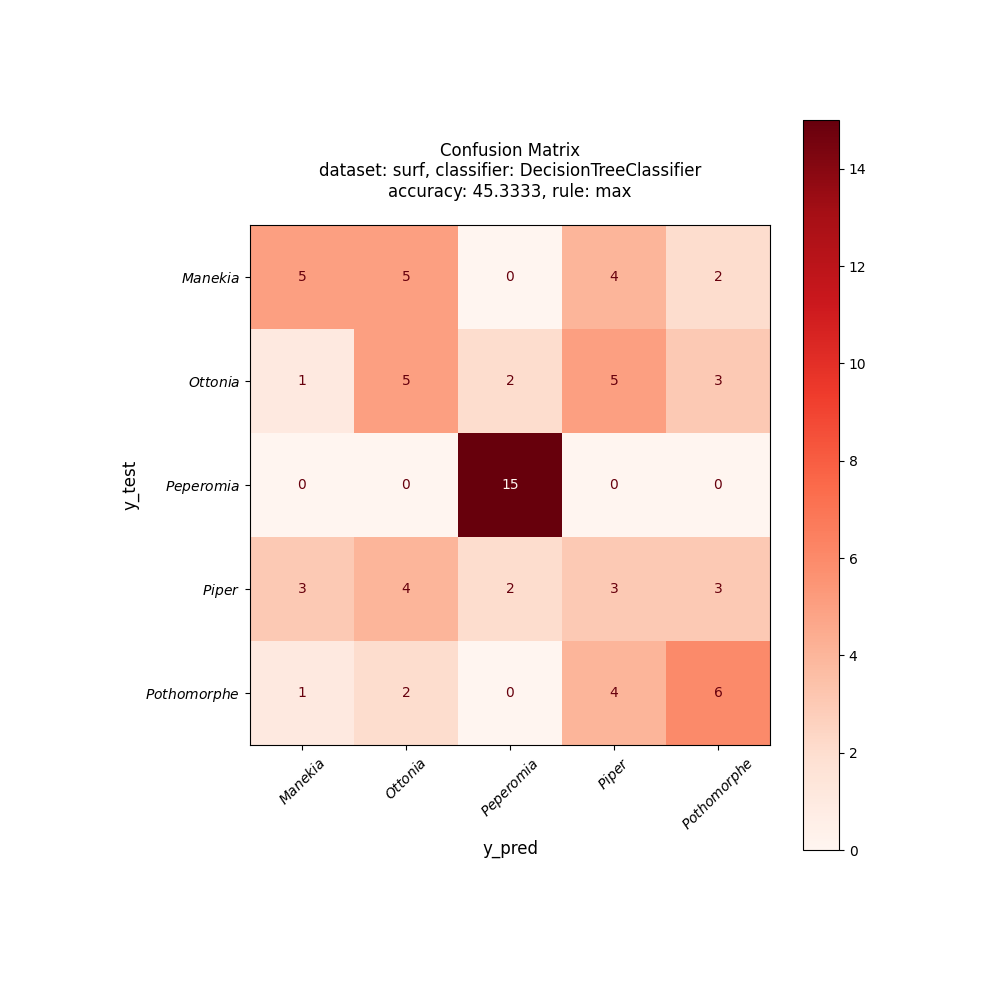 Confusion Matrix
dataset: surf, classifier: DecisionTreeClassifier
accuracy: 45.3333, rule: max
14
12
10
8
6
4
2
0
y_test
Manekia 5 5 0 4 2
Ottonia 1 5 2 5 3
Peperomia 0 0 15 0 0
Piper 3 4 2 3 3
Pothomorphe 1 2 0 4 6
Manekia Ottonia Peperomia Piper Pothomorphe
y_pred